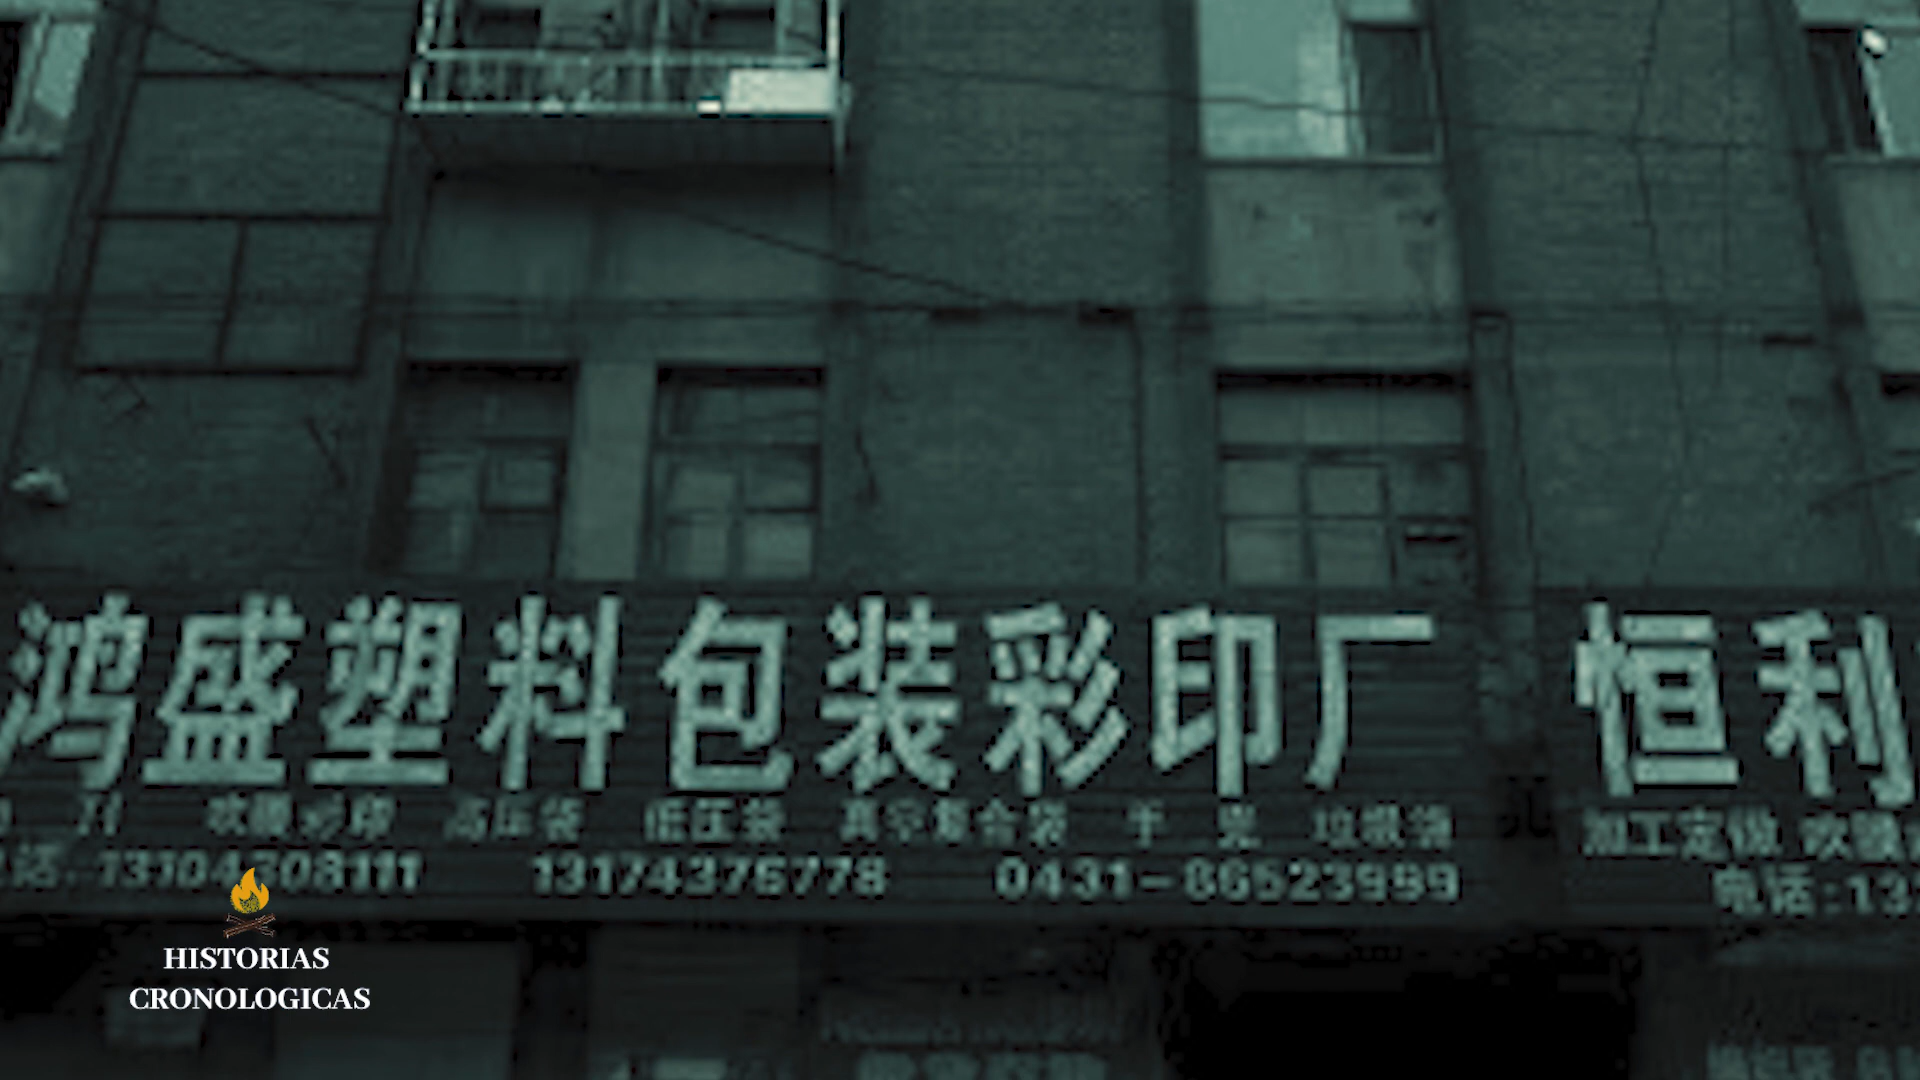 鸿盛塑料包装彩印厂
吹膜彩印 高压袋 低压袋 真空复合袋 垃圾袋
13174376778 0431-86523999
恒利
加工定做 吹膜
电话:13
HISTORIAS
CRONOLOGICAS